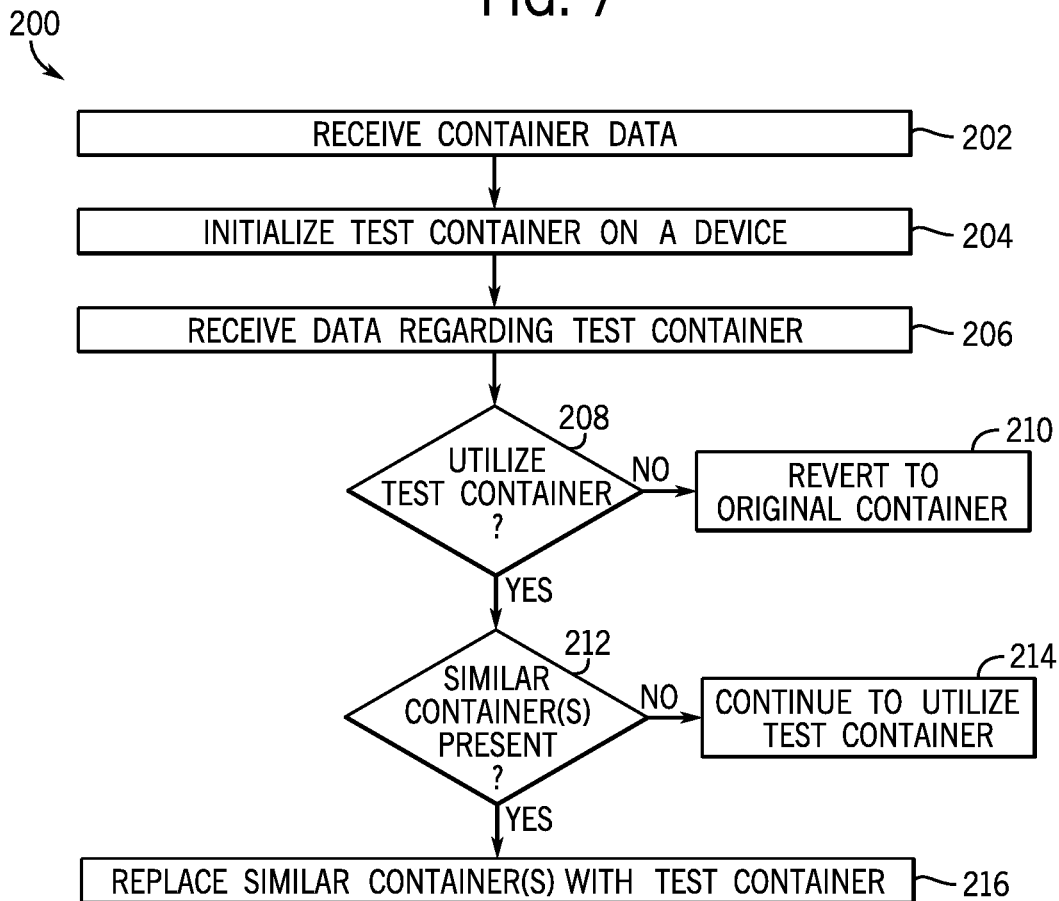 FIG. 7
200
RECEIVE CONTAINER DATA
202
INITIALIZE TEST CONTAINER ON A DEVICE
204
RECEIVE DATA REGARDING TEST CONTAINER
206
208
UTILIZE
TEST CONTAINER
?
NO
210
REVERT TO
ORIGINAL CONTAINER
YES
212
SIMILAR
CONTAINER(S)
PRESENT
?
NO
214
CONTINUE TO UTILIZE
TEST CONTAINER
YES
REPLACE SIMILAR CONTAINER(S) WITH TEST CONTAINER
216